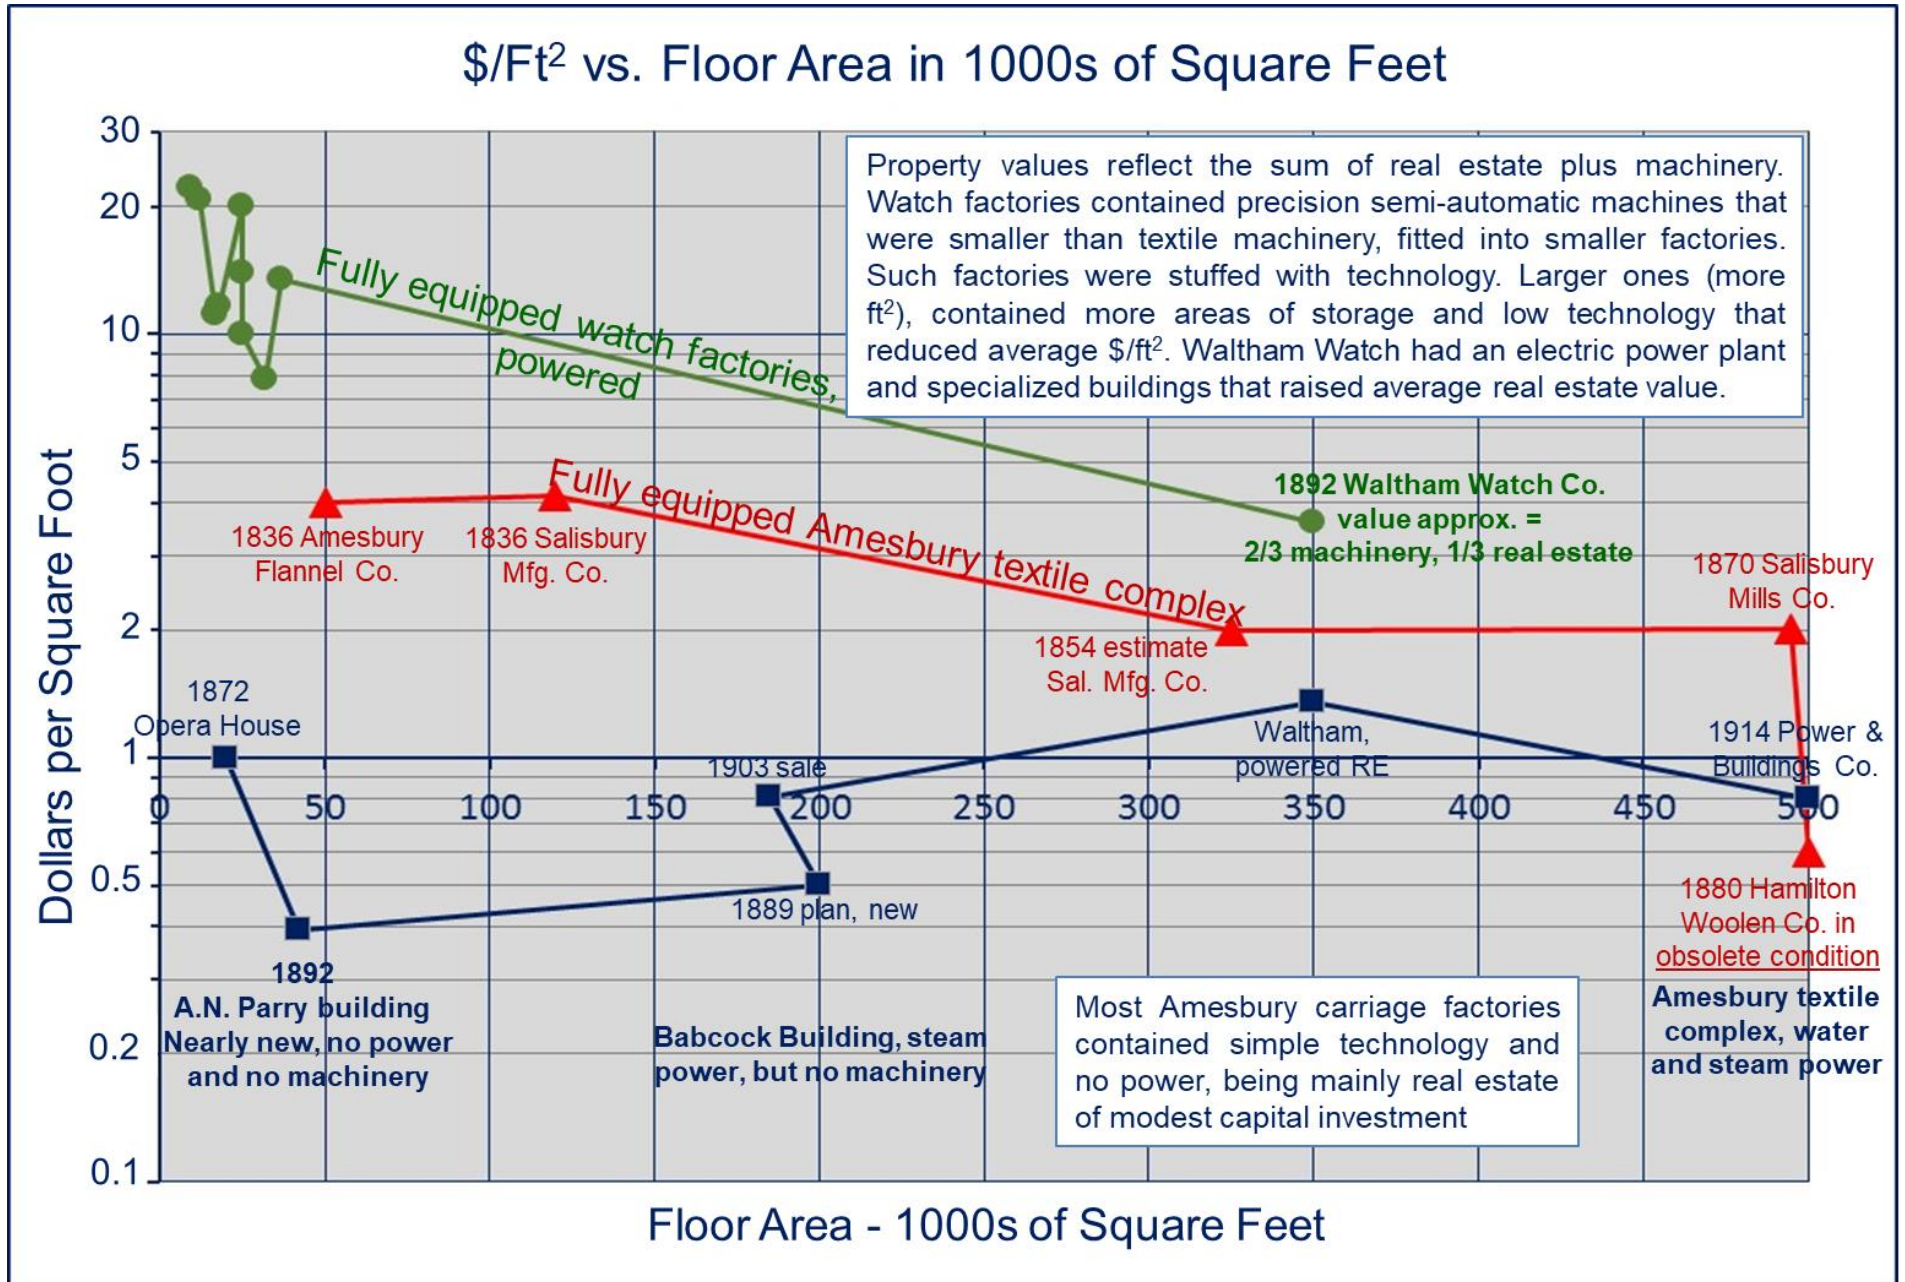 $/Ft² vs. Floor Area in 1000s of Square Feet
Dollars per Square Foot
30
20
10
5
2
1
0.5
0.2
0.1
Property values reflect the sum of real estate plus machinery.
Watch factories contained precision semi-automatic machines that
were smaller than textile machinery, fitted into smaller factories.
Such factories were stuffed with technology. Larger ones (more
ft²), contained more areas of storage and low technology that
reduced average $/ft². Waltham Watch had an electric power plant
and specialized buildings that raised average real estate value.
Fully equipped watch factories,
powered
1892 Waltham Watch Co.
value approx. =
2/3 machinery, 1/3 real estate
Fully equipped Amesbury textile complex
1836 Amesbury
Flannel Co.
1836 Salisbury
Mfg. Co.
1854 estimate
Sal. Mfg. Co.
1870 Salisbury
Mills Co.
1872
Opera House
1903 sale
Waltham,
powered RE
1914 Power &
Buildings Co.
0 50 100 150 200 250 300 350 400 450 500
1889 plan, new
1880 Hamilton
Woolen Co. in
obsolete condition
1892
A.N. Parry building
Nearly new, no power
and no machinery
Babcock Building, steam
power, but no machinery
Most Amesbury carriage factories
contained simple technology and
no power, being mainly real estate
of modest capital investment
Amesbury textile
complex, water
and steam power
Floor Area - 1000s of Square Feet